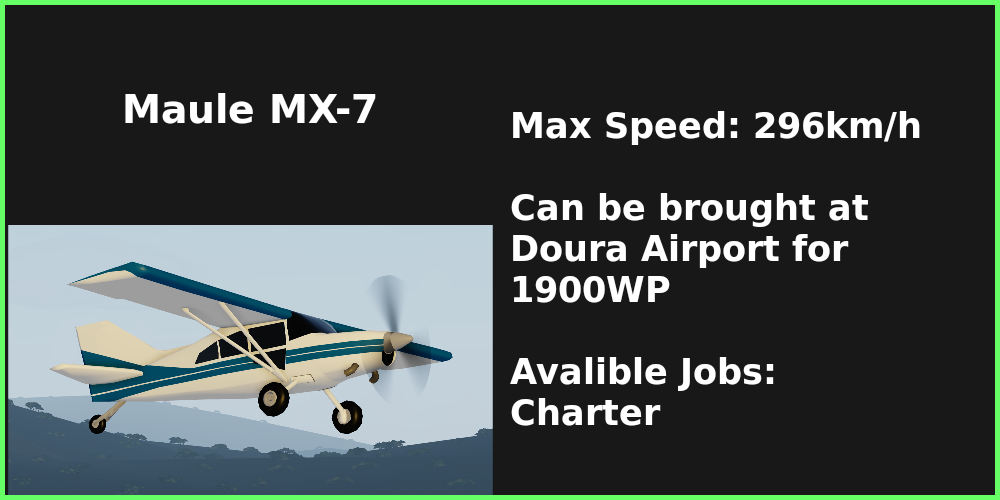 Maule MX-7
Max Speed: 296km/h
Can be brought at
Doura Airport for
1900WP
Avalible Jobs:
Charter